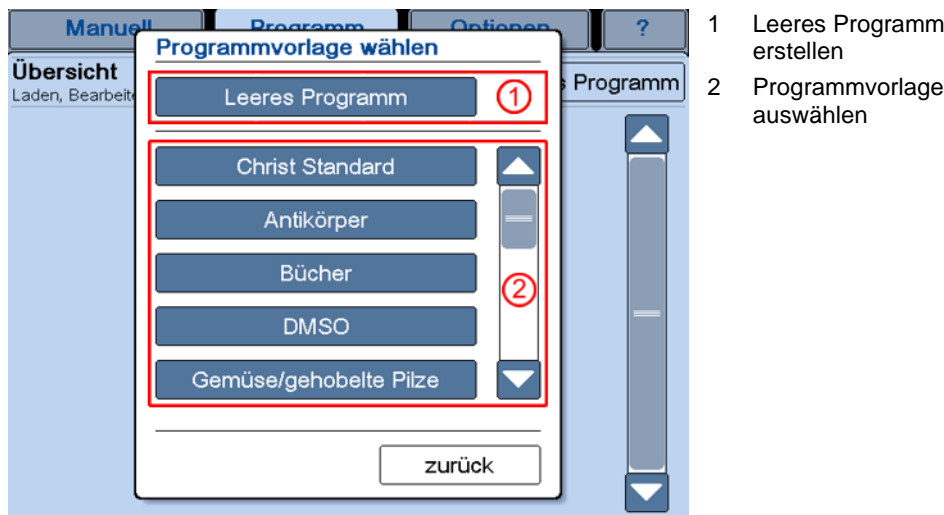 Manuell Programm Optionen ?
Programmvorlage wählen
Übersicht
Laden, Bearbeite
s Programm
Leeres Programm 1
Christ Standard
Antikörper
Bücher
2
DMSO
Gemüse/gehobelte Pilze
zurück
1 Leeres Programm
erstellen
2 Programmvorlage
auswählen